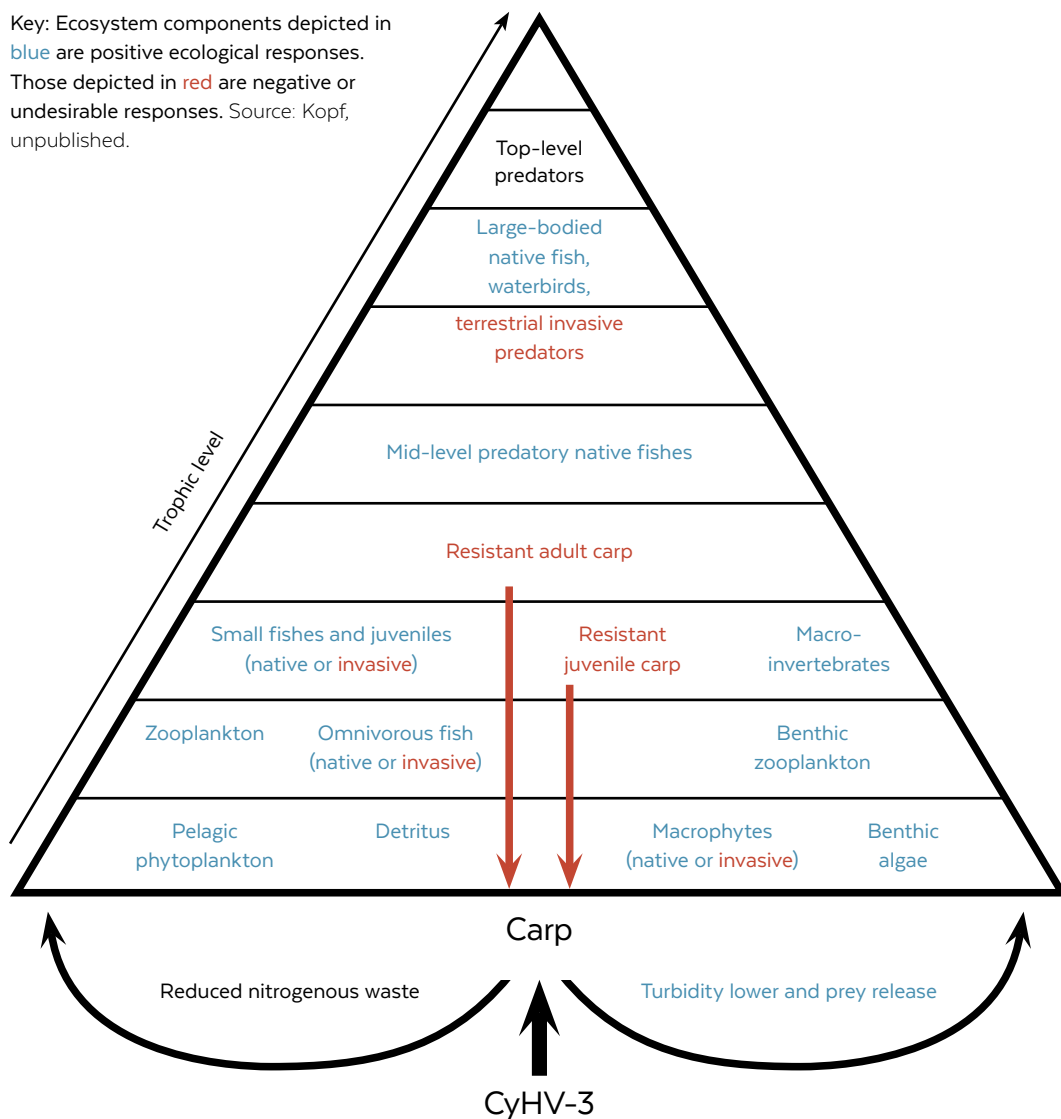 Key: Ecosystem components depicted in
blue are positive ecological responses.
Those depicted in red are negative or
undesirable responses. Source: Kopf,
unpublished.
Top-level
predators
Large-bodied
native fish,
waterbirds,
terrestrial invasive
predators
Trophic level
Mid-level predatory native fishes
Resistant adult carp
Small fishes and juveniles
(native or invasive)
Resistant
juvenile carp
Macro-
invertebrates
Zooplankton
Omnivorous fish
(native or invasive)
Benthic
zooplankton
Pelagic
phytoplankton
Detritus
Macrophytes
(native or invasive)
Benthic
algae
Carp
Reduced nitrogenous waste
Turbidity lower and prey release
CyHV-3